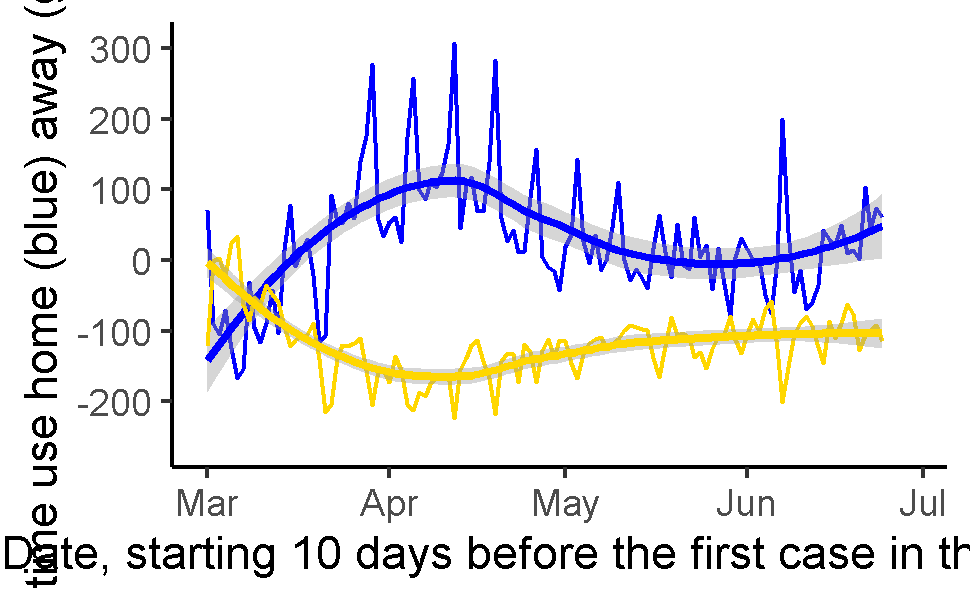 time use home (blue) away (
300
200
100
0
-100
-200
Mar Apr May Jun Jul
Date, starting 10 days before the first case in th